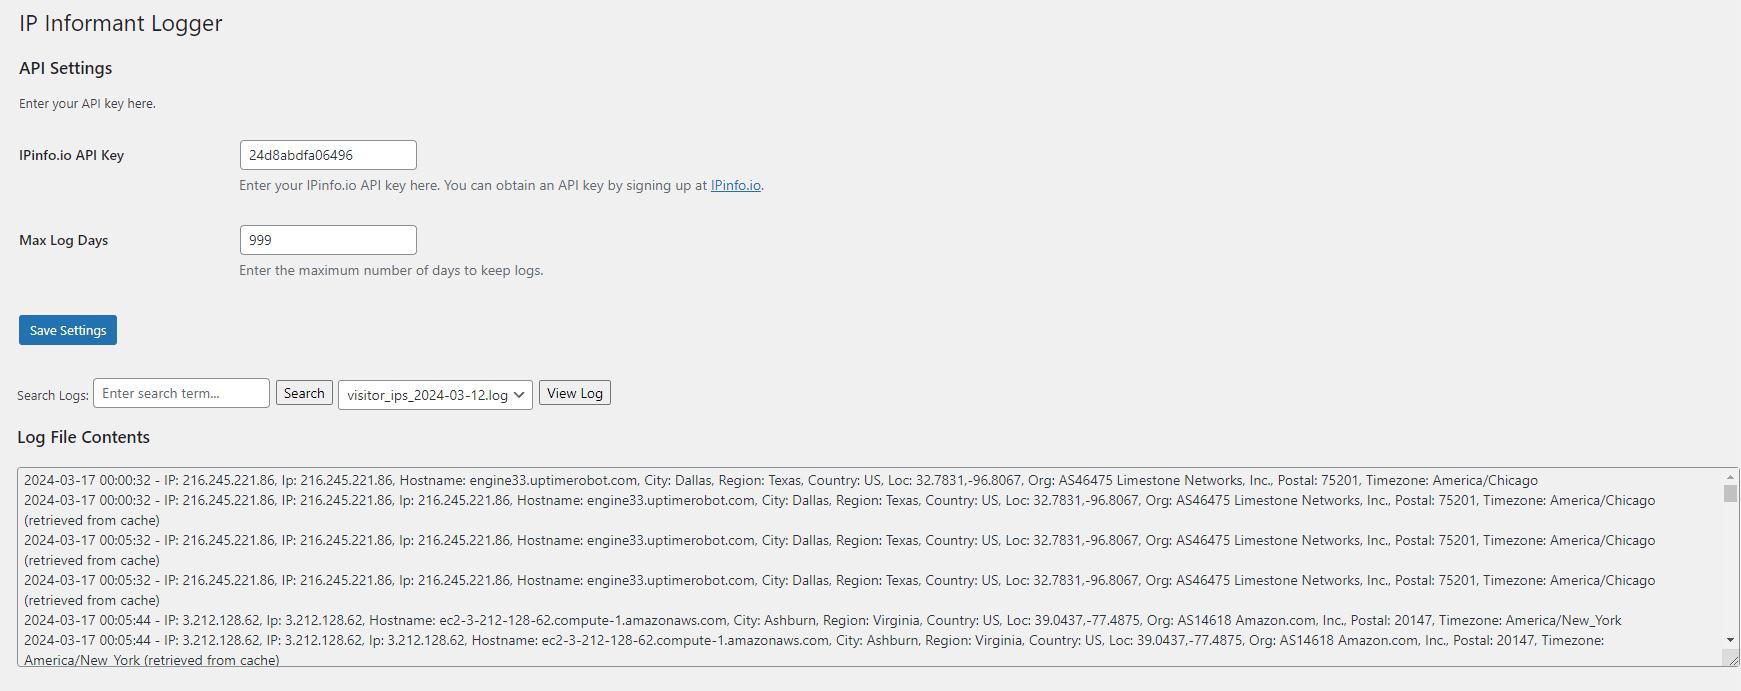 IP Informant Logger
API Settings
Enter your API key here.
IPinfo.io API Key
24d8abdfa06496
Enter your IPinfo.io API key here. You can obtain an API key by signing up at IPinfo.io.
Max Log Days
999
Enter the maximum number of days to keep logs.
Save Settings
Search Logs: Enter search term... Search visitor_ips_2024-03-12.log View Log
Log File Contents
2024-03-17 00:00:32 - IP: 216.245.221.86, Ip: 216.245.221.86, Hostname: engine33.uptimerobot.com, City: Dallas, Region: Texas, Country: US, Loc: 32.7831,-96.8067, Org: AS46475 Limestone Networks, Inc., Postal: 75201, Timezone: America/Chicago
2024-03-17 00:00:32 - IP: 216.245.221.86, IP: 216.245.221.86, Ip: 216.245.221.86, Hostname: engine33.uptimerobot.com, City: Dallas, Region: Texas, Country: US, Loc: 32.7831,-96.8067, Org: AS46475 Limestone Networks, Inc., Postal: 75201, Timezone: America/Chicago
(retrieved from cache)
2024-03-17 00:05:32 - IP: 216.245.221.86, IP: 216.245.221.86, Ip: 216.245.221.86, Hostname: engine33.uptimerobot.com, City: Dallas, Region: Texas, Country: US, Loc: 32.7831,-96.8067, Org: AS46475 Limestone Networks, Inc., Postal: 75201, Timezone: America/Chicago
(retrieved from cache)
2024-03-17 00:05:32 - IP: 216.245.221.86, IP: 216.245.221.86, Ip: 216.245.221.86, Hostname: engine33.uptimerobot.com, City: Dallas, Region: Texas, Country: US, Loc: 32.7831,-96.8067, Org: AS46475 Limestone Networks, Inc., Postal: 75201, Timezone: America/Chicago
(retrieved from cache)
2024-03-17 00:05:44 - IP: 3.212.128.62, Ip: 3.212.128.62, Hostname: ec2-3-212-128-62.compute-1.amazonaws.com, City: Ashburn, Region: Virginia, Country: US, Loc: 39.0437,-77.4875, Org: AS14618 Amazon.com, Inc., Postal: 20147, Timezone: America/New_York
2024-03-17 00:05:44 - IP: 3.212.128.62, IP: 3.212.128.62, Ip: 3.212.128.62, Hostname: ec2-3-212-128-62.compute-1.amazonaws.com, City: Ashburn, Region: Virginia, Country: US, Loc: 39.0437,-77.4875, Org: AS14618 Amazon.com, Inc., Postal: 20147, Timezone:
America/New_York (retrieved from cache)